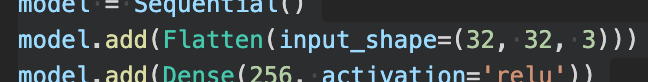 model = Sequential()
model.add(Flatten(input_shape=(32, 32, 3)))
model.add(Dense(256, activation='relu'))